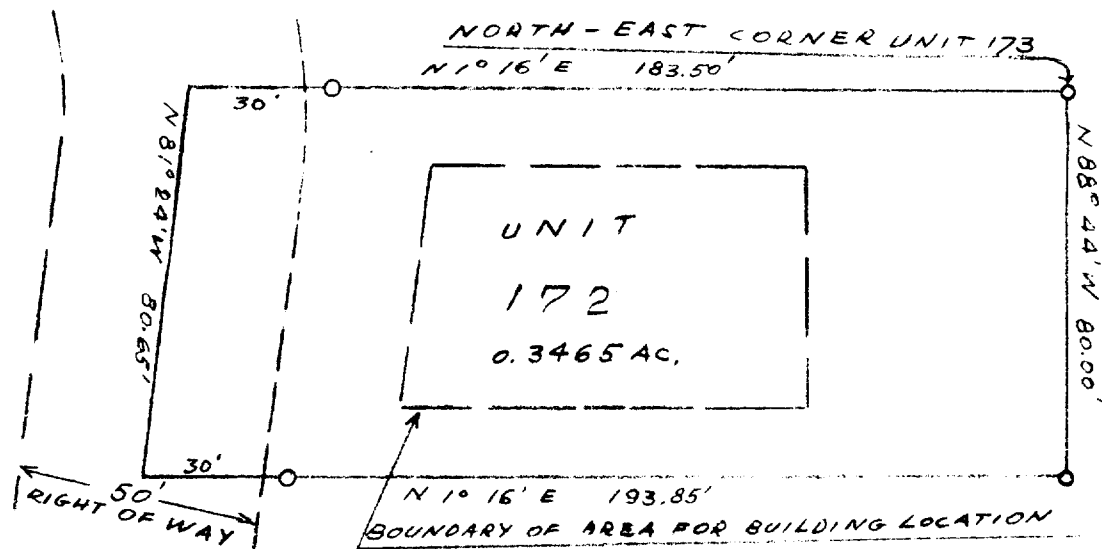 NORTH-EAST CORNER UNIT 173
N 1° 16' E 183.50'
30'
N 81° 24' W 80.65'
N 88° 44' W 80.00'
UNIT
172
0.3465 AC.
30'
50'
RIGHT OF WAY
N 1° 16' E 193.85'
BOUNDARY OF AREA FOR BUILDING LOCATION